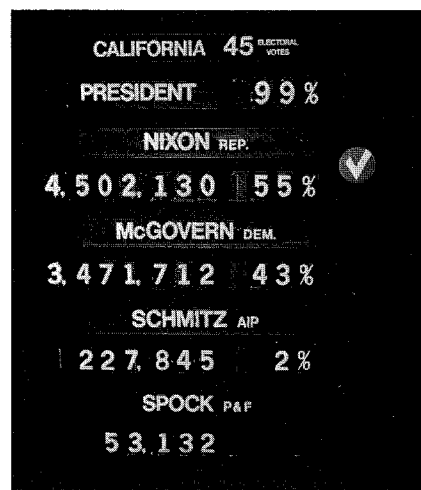 CALIFORNIA 45 ELECTORAL VOTES
PRESIDENT 99%
NIXON REP.
4,502,130 55%
McGOVERN DEM.
3,471,712 43%
SCHMITZ AIP
227,845 2%
SPOCK P&F
53,132